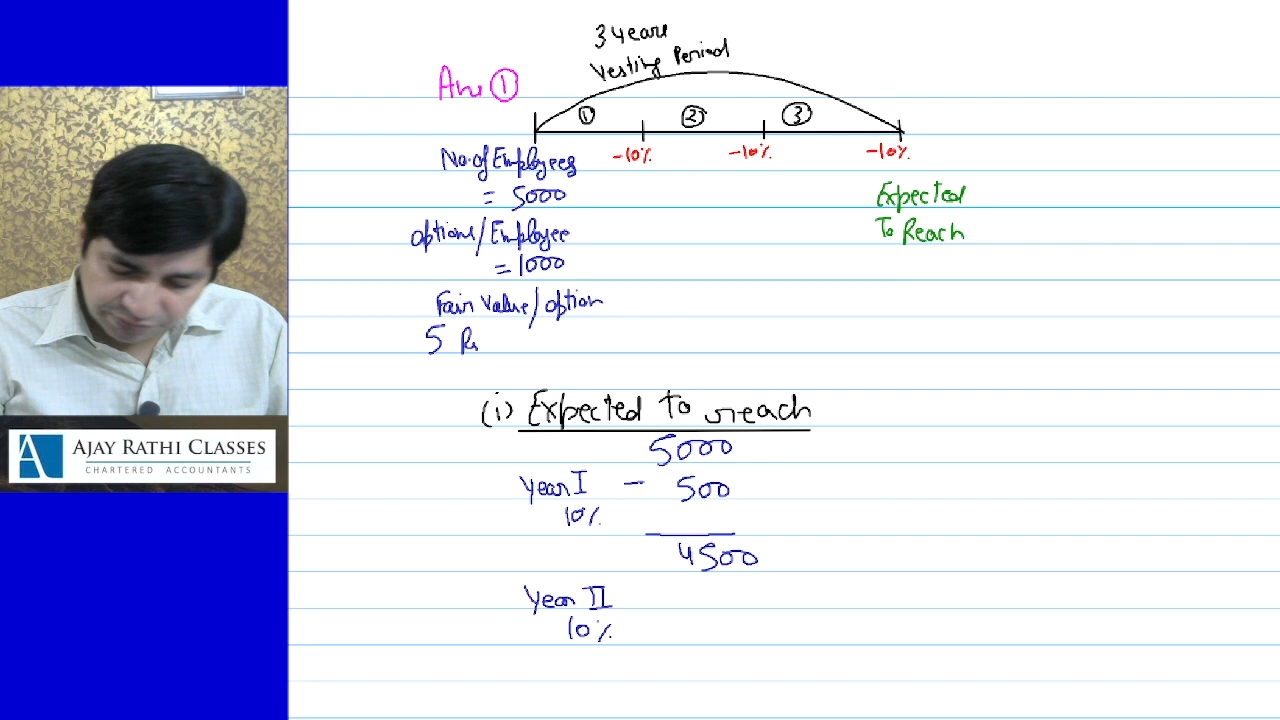 3 Years
Vesting Period
Ans ①
① ② ③
-10% -10% -10%
No. of Employees
= 5000
Expected
To Reach
options/Employee
= 1000
Fair Value/option
5 Rs
(i) Expected To reach
5000
Year I - 500
10%
4500
Year II
10%
AJAY RATHI CLASSES
CHARTERED ACCOUNTANTS